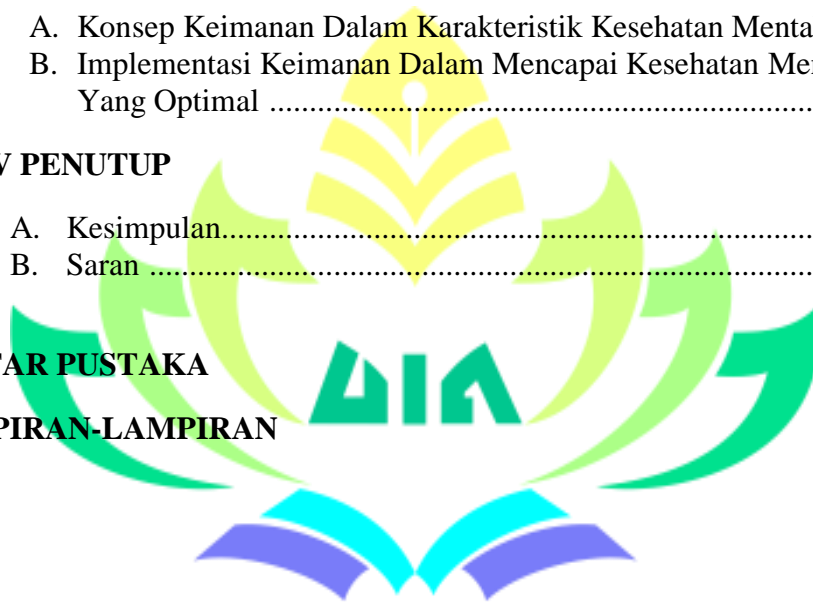 A. Konsep Keimanan Dalam Karakteristik Kesehatan Menta
B. Implementasi Keimanan Dalam Mencapai Kesehatan Me
Yang Optimal ..........................................................
V PENUTUP
A. Kesimpulan..............................................................
B. Saran .....................................................................
TAR PUSTAKA
UIN
PIRAN-LAMPIRAN